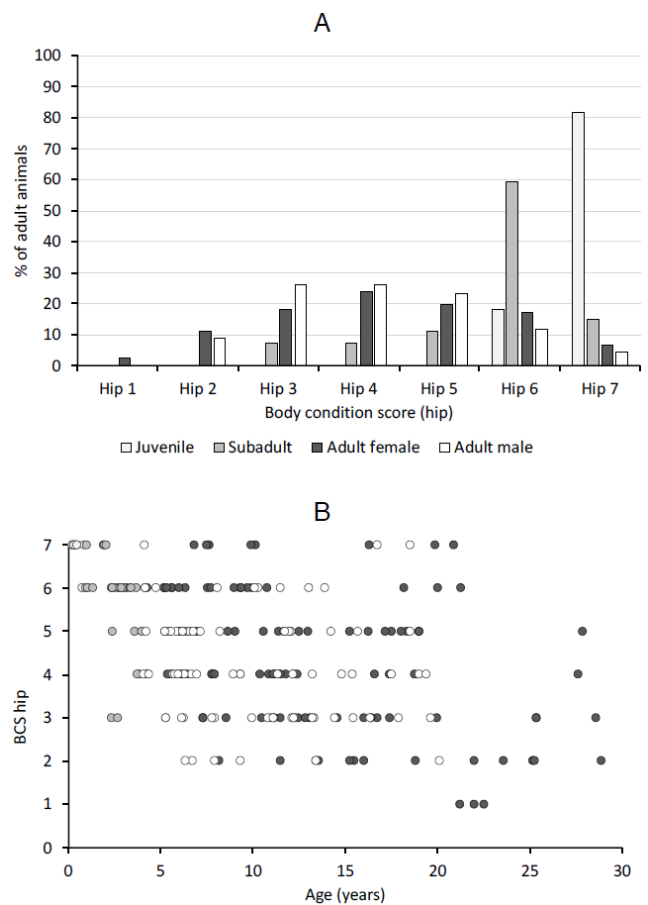 A
100
90
80
70
60
50
40
30
20
10
0
% of adult animals
Hip 1 Hip 2 Hip 3 Hip 4 Hip 5 Hip 6 Hip 7
Body condition score (hip)
Juvenile Subadult Adult female Adult male
B
7
6
5
4
3
2
1
0
BCS hip
0 5 10 15 20 25 30
Age (years)